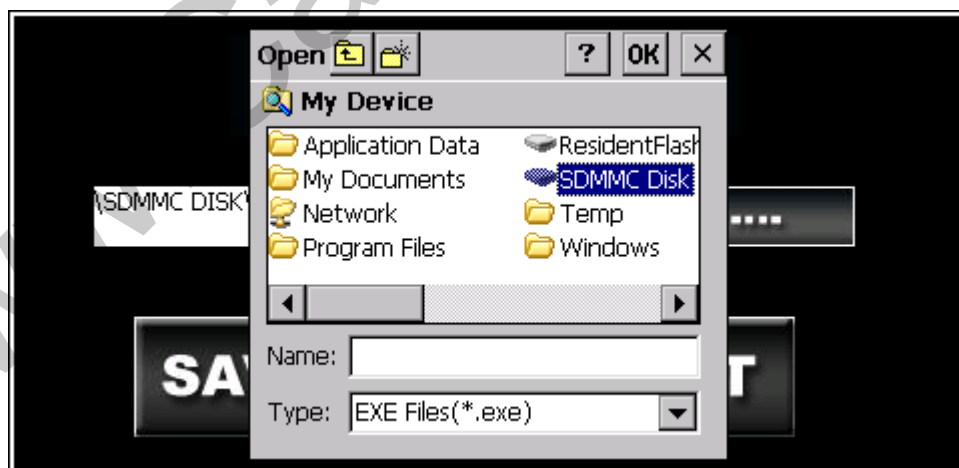 Open ? OK ×
My Device
Application Data ResidentFlash
My Documents SDMMC Disk
\SDMMC DISK\
Network Temp ....
Program Files Windows
Name:
SA T
Type: EXE Files(*.exe)